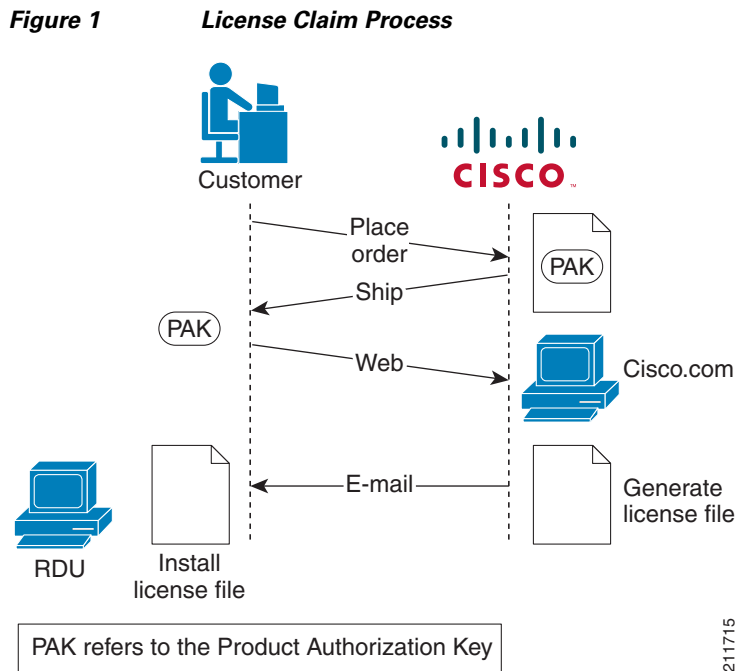 Figure 1 License Claim Process
CISCO™
Customer
Place
order
PAK
Ship
PAK
Web
Cisco.com
E-mail
Generate
license file
RDU
Install
license file
PAK refers to the Product Authorization Key
211715